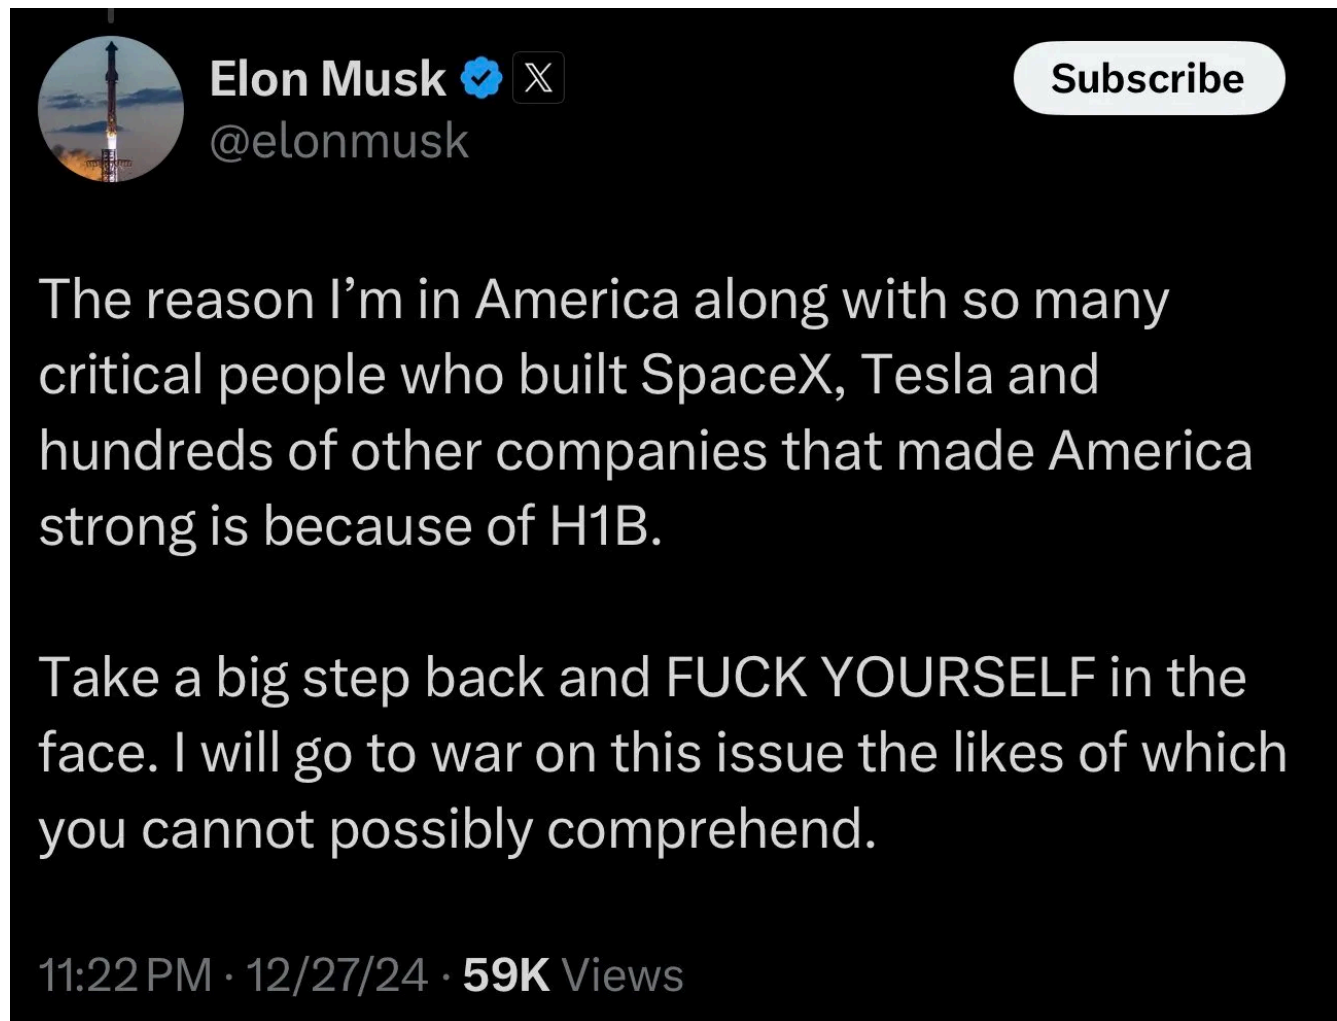 Elon Musk
@elonmusk
Subscribe
The reason I’m in America along with so many
critical people who built SpaceX, Tesla and
hundreds of other companies that made America
strong is because of H1B.
Take a big step back and FUCK YOURSELF in the
face. I will go to war on this issue the likes of which
you cannot possibly comprehend.
11:22 PM · 12/27/24 · 59K Views